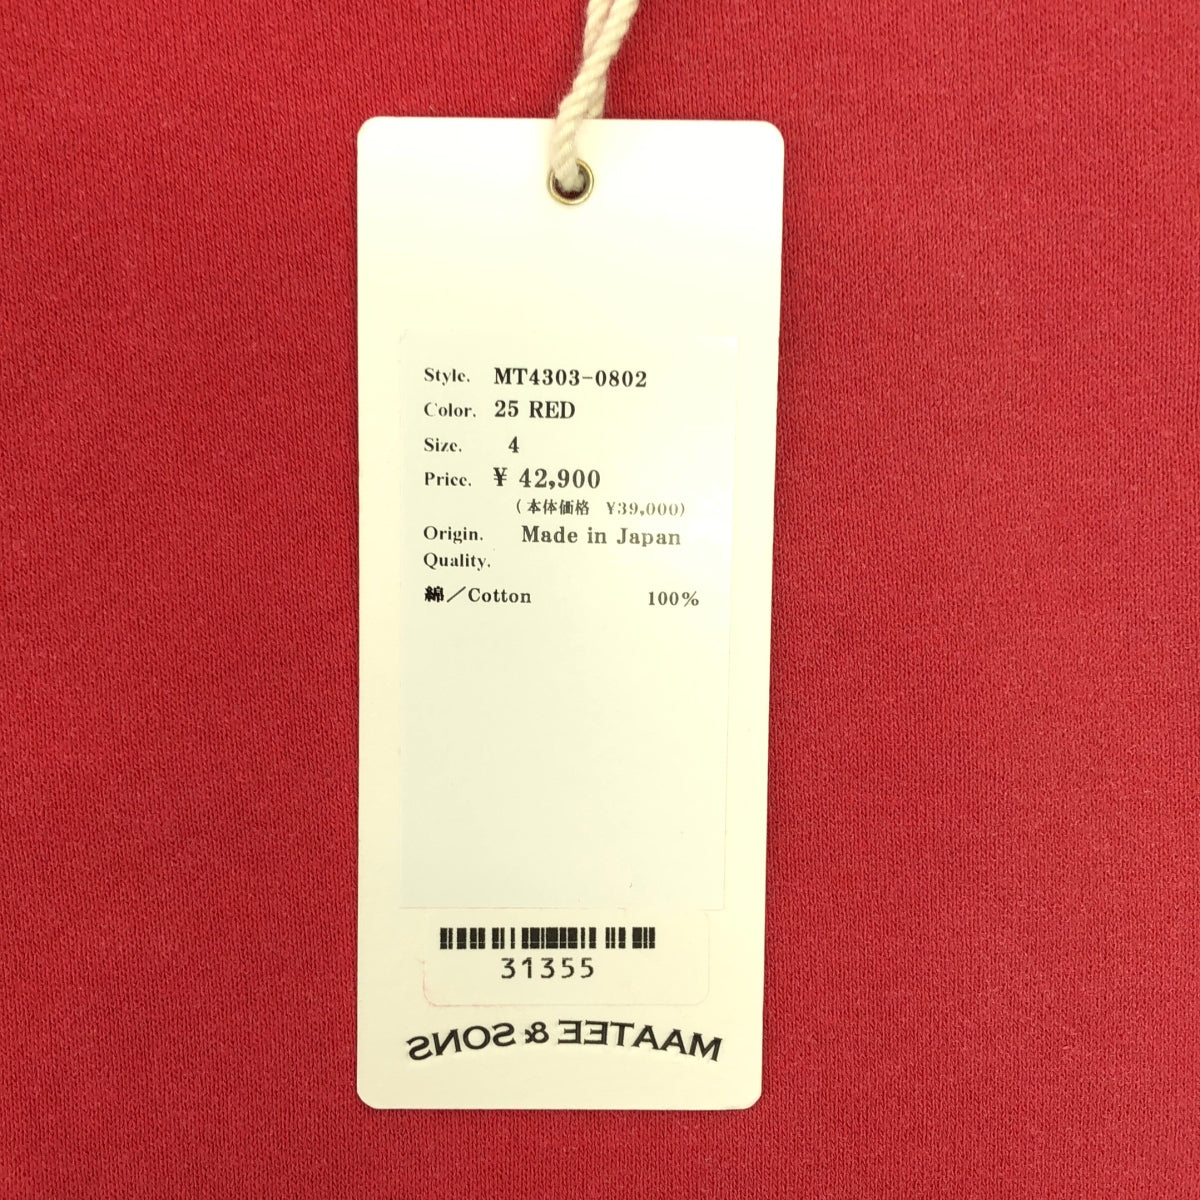 Style. MT4303-0802
Color. 25 RED
Size. 4
Price. ¥ 42,900
(本体価格 ¥39,000)
Origin. Made in Japan
Quality.
綿／Cotton 100%
31355
MAATEE & SONS